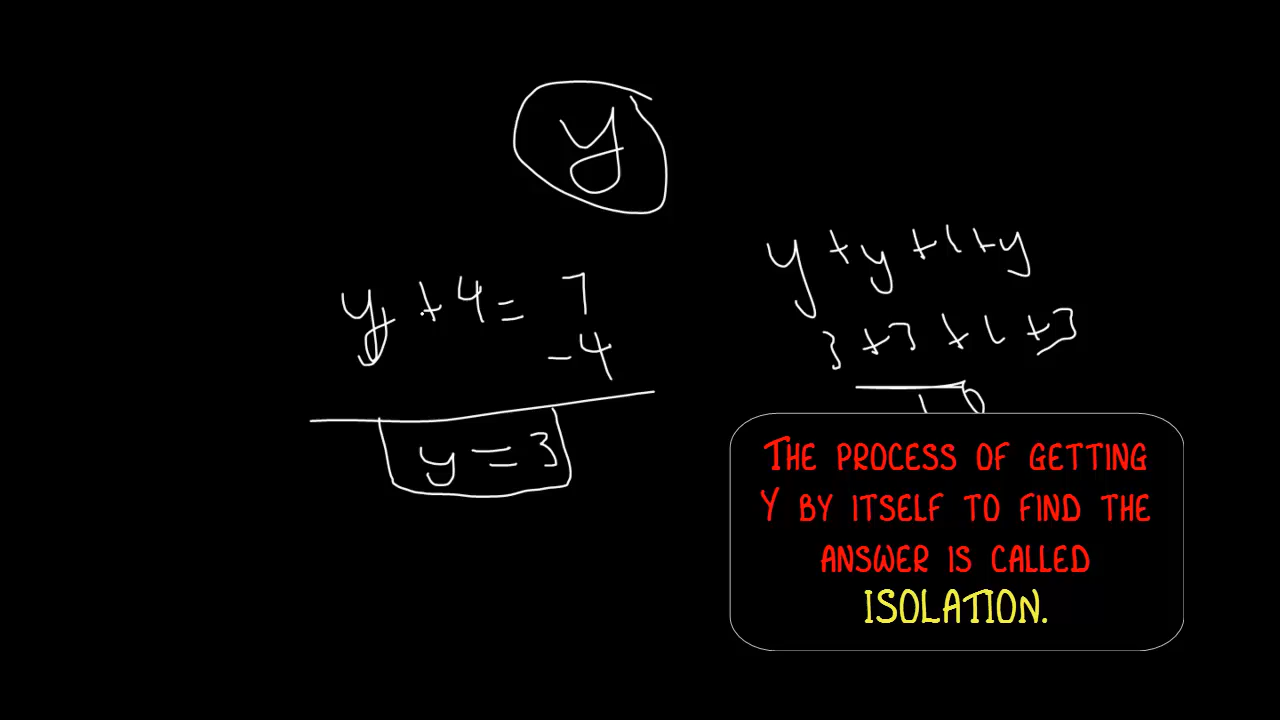 y
y + 4 = 7
- 4
y = 3
y + y + 1 + y
3 + 3 + 1 + 3
10
THE PROCESS OF GETTING
Y BY ITSELF TO FIND THE
ANSWER IS CALLED
ISOLATION.